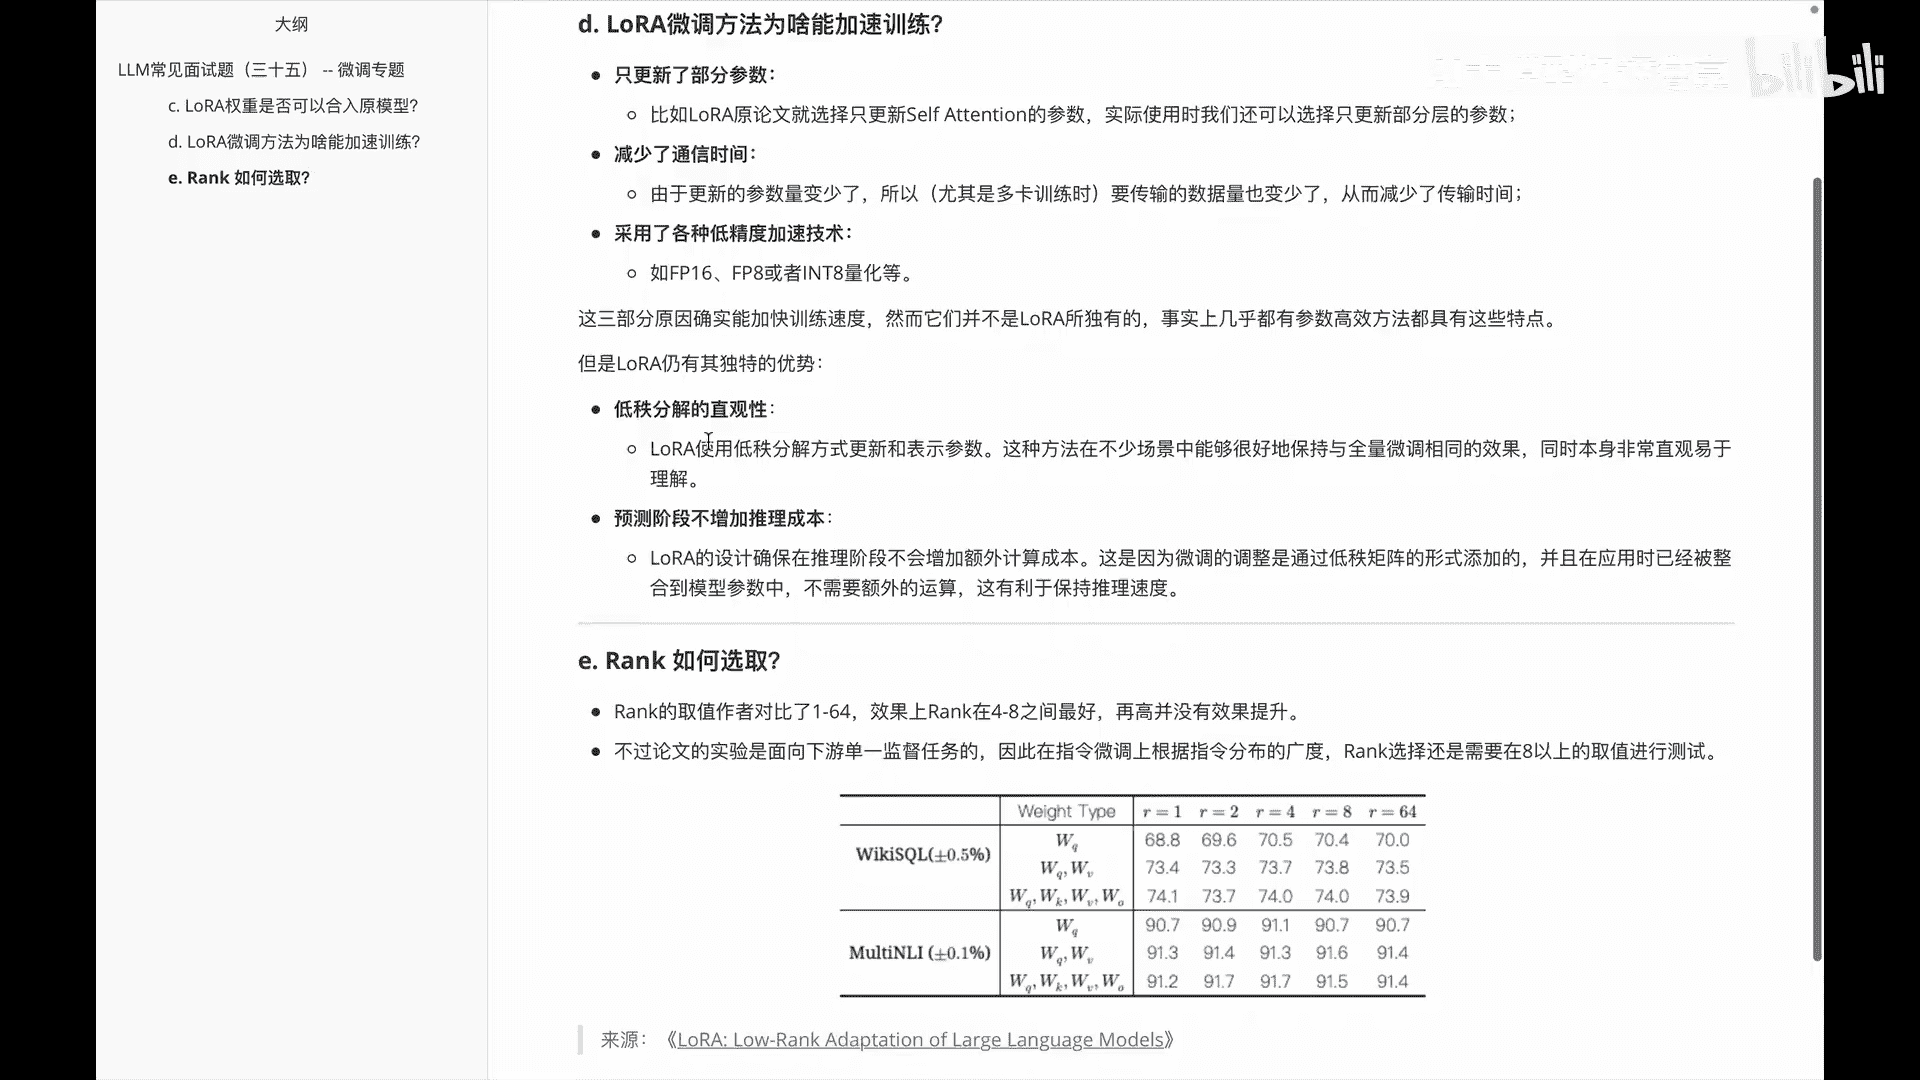 大纲
LLM常见面试题（三十五） -- 微调专题
c. LoRA权重是否可以合入原模型?
d. LoRA微调方法为啥能加速训练?
e. Rank 如何选取?
d. LoRA微调方法为啥能加速训练?
只更新了部分参数：
比如LoRA原论文就选择只更新Self Attention的参数，实际使用时我们还可以选择只更新部分层的参数；
减少了通信时间：
由于更新的参数量变少了，所以（尤其是多卡训练时）要传输的数据量也变少了，从而减少了传输时间；
采用了各种低精度加速技术：
如FP16、FP8或者INT8量化等。
这三部分原因确实能加快训练速度，然而它们并不是LoRA所独有的，事实上几乎都有参数高效方法都具有这些特点。
但是LoRA仍有其独特的优势：
低秩分解的直观性：
LoRA使用低秩分解方式更新和表示参数。这种方法在不少场景中能够很好地保持与全量微调相同的效果，同时本身非常直观易于
理解。
预测阶段不增加推理成本：
LoRA的设计确保在推理阶段不会增加额外计算成本。这是因为微调的调整是通过低秩矩阵的形式添加的，并且在应用时已经被整
合到模型参数中，不需要额外的运算，这有利于保持推理速度。
e. Rank 如何选取?
Rank的取值作者对比了1-64，效果上Rank在4-8之间最好，再高并没有效果提升。
不过论文的实验是面向下游单一监督任务的，因此在指令微调上根据指令分布的广度，Rank选择还是需要在8以上的取值进行测试。
Weight Type r = 1 r = 2 r = 4 r = 8 r = 64
WikiSQL(±0.5%)
Wq 68.8 69.6 70.5 70.4 70.0
Wq, Wv 73.4 73.3 73.7 73.8 73.5
Wq, Wk, Wv, Wo 74.1 73.7 74.0 74.0 73.9
MultiNLI (±0.1%)
Wq 90.7 90.9 91.1 90.7 90.7
Wq, Wv 91.3 91.4 91.3 91.6 91.4
Wq, Wk, Wv, Wo 91.2 91.7 91.7 91.5 91.4
来源：《LoRA: Low-Rank Adaptation of Large Language Models》
bilibili